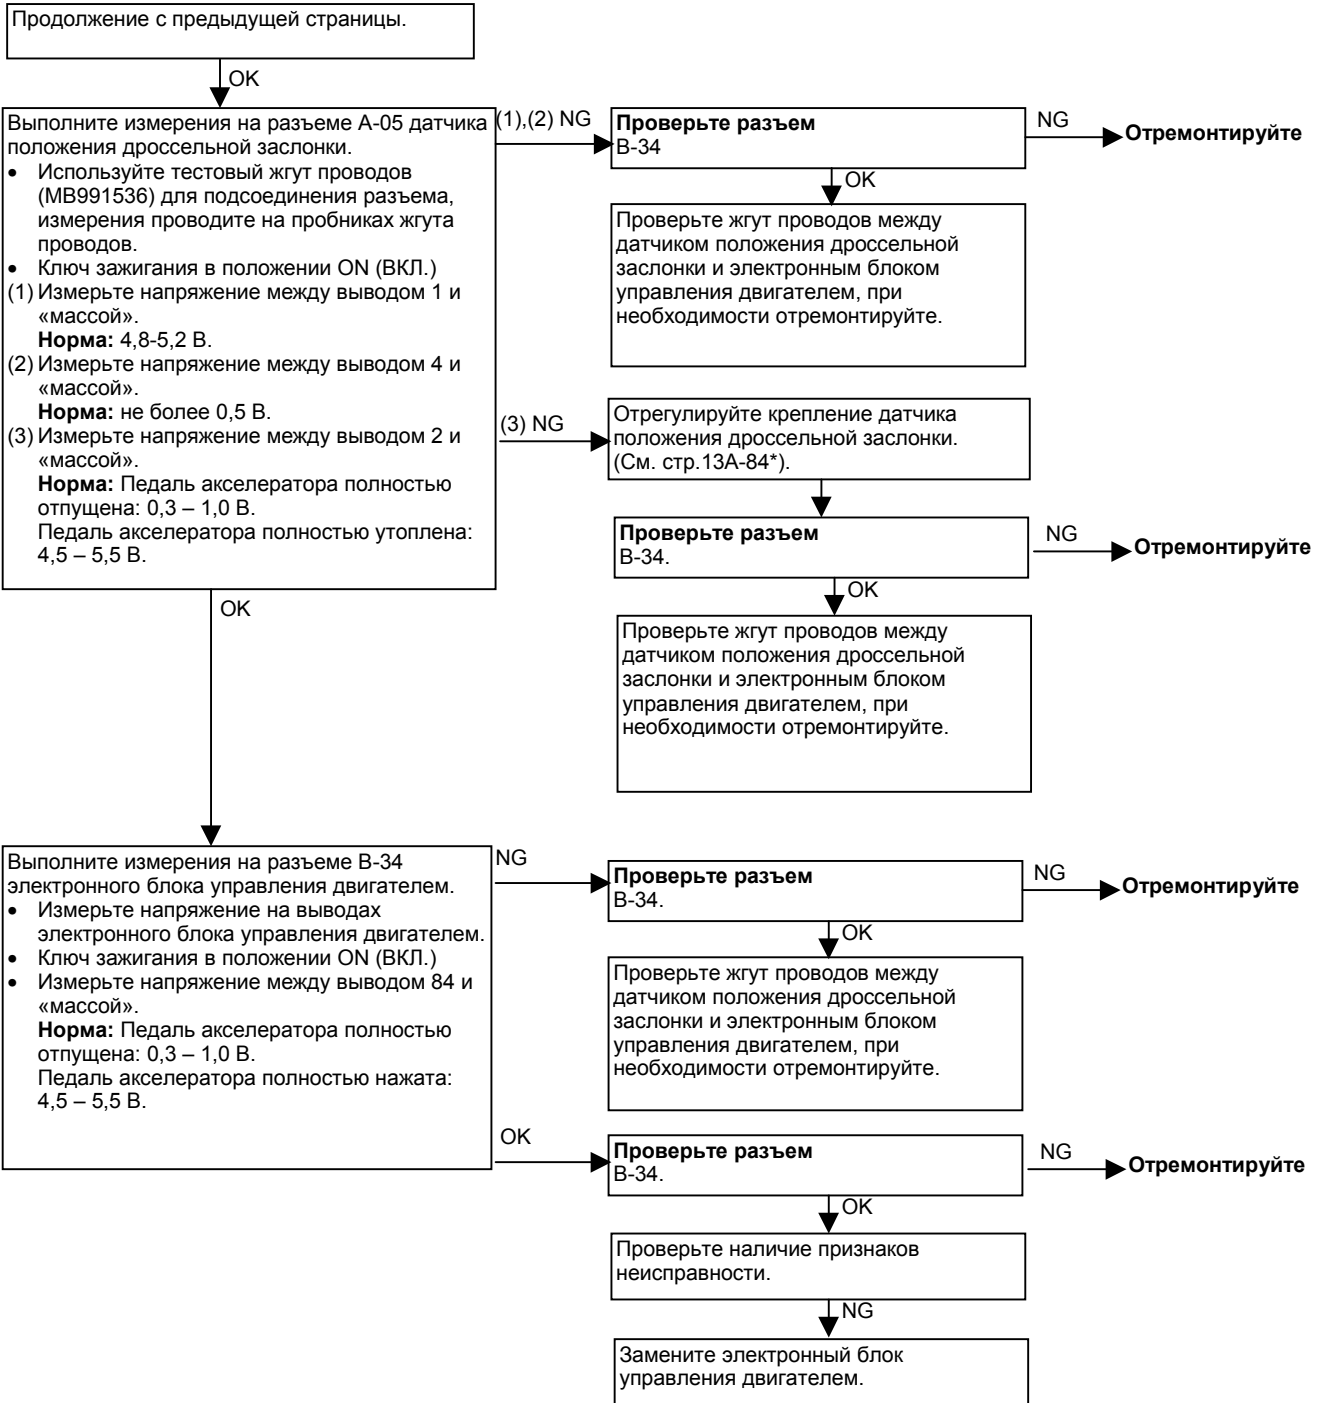 Продолжение с предыдущей страницы.
OK
Выполните измерения на разъеме А-05 датчика
положения дроссельной заслонки.
• Используйте тестовый жгут проводов
(MB991536) для подсоединения разъема,
измерения проводите на пробниках жгута
проводов.
• Ключ зажигания в положении ON (ВКЛ.)
(1) Измерьте напряжение между выводом 1 и
«массой».
Норма: 4,8-5,2 В.
(2) Измерьте напряжение между выводом 4 и
«массой».
Норма: не более 0,5 В.
(3) Измерьте напряжение между выводом 2 и
«массой».
Норма: Педаль акселератора полностью
отпущена: 0,3 – 1,0 В.
Педаль акселератора полностью утоплена:
4,5 – 5,5 В.
(1),(2) NG
Проверьте разъем
В-34
NG
Отремонтируйте
OK
Проверьте жгут проводов между
датчиком положения дроссельной
заслонки и электронным блоком
управления двигателем, при
необходимости отремонтируйте.
(3) NG
Отрегулируйте крепление датчика
положения дроссельной заслонки.
(См. стр.13А-84*).
Проверьте разъем
В-34.
NG
Отремонтируйте
OK
Проверьте жгут проводов между
датчиком положения дроссельной
заслонки и электронным блоком
управления двигателем, при
необходимости отремонтируйте.
OK
Выполните измерения на разъеме В-34
электронного блока управления двигателем.
• Измерьте напряжение на выводах
электронного блока управления двигателем.
• Ключ зажигания в положении ON (ВКЛ.)
• Измерьте напряжение между выводом 84 и
«массой».
Норма: Педаль акселератора полностью
отпущена: 0,3 – 1,0 В.
Педаль акселератора полностью нажата:
4,5 – 5,5 В.
NG
Проверьте разъем
В-34.
NG
Отремонтируйте
OK
Проверьте жгут проводов между
датчиком положения дроссельной
заслонки и электронным блоком
управления двигателем, при
необходимости отремонтируйте.
OK
Проверьте разъем
В-34.
NG
Отремонтируйте
OK
Проверьте наличие признаков
неисправности.
NG
Замените электронный блок
управления двигателем.